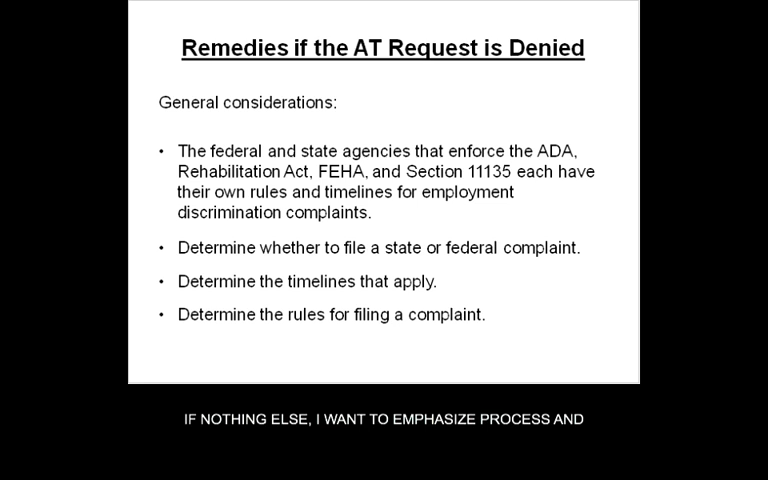 Remedies if the AT Request is Denied
General considerations:
• The federal and state agencies that enforce the ADA,
Rehabilitation Act, FEHA, and Section 11135 each have
their own rules and timelines for employment
discrimination complaints.
• Determine whether to file a state or federal complaint.
• Determine the timelines that apply.
• Determine the rules for filing a complaint.
IF NOTHING ELSE, I WANT TO EMPHASIZE PROCESS AND